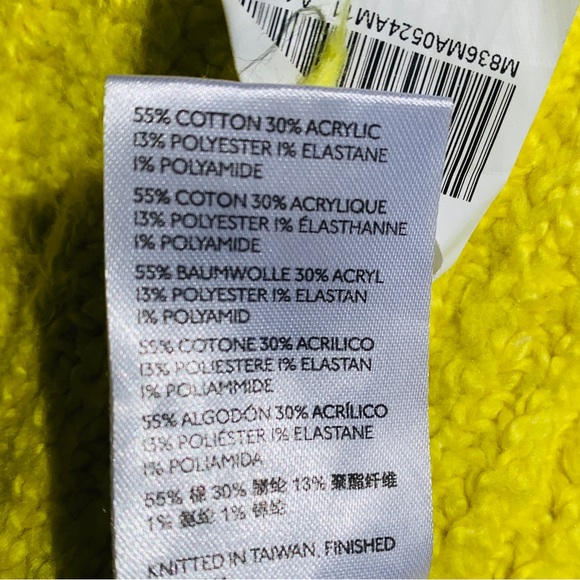 M836MA0524AM11
55% COTTON 30% ACRYLIC
13% POLYESTER 1% ELASTANE
1% POLYAMIDE
55% COTON 30% ACRYLIQUE
13% POLYESTER 1% ÉLASTHANNE
1% POLYAMIDE
55% BAUMWOLLE 30% ACRYL
13% POLYESTER 1% ELASTAN
1% POLYAMID
55% COTONE 30% ACRILICO
13% POLIESTERE 1% ELASTAN
1% POLIAMMIDE
55% ALGODÓN 30% ACRÍLICO
13% POLIÉSTER 1% ELASTANE
1% POLIAMIDA
55% 棉 30% 腈纶 13% 聚酯纤维
1% 氨纶 1% 锦纶
KNITTED IN TAIWAN, FINISHED